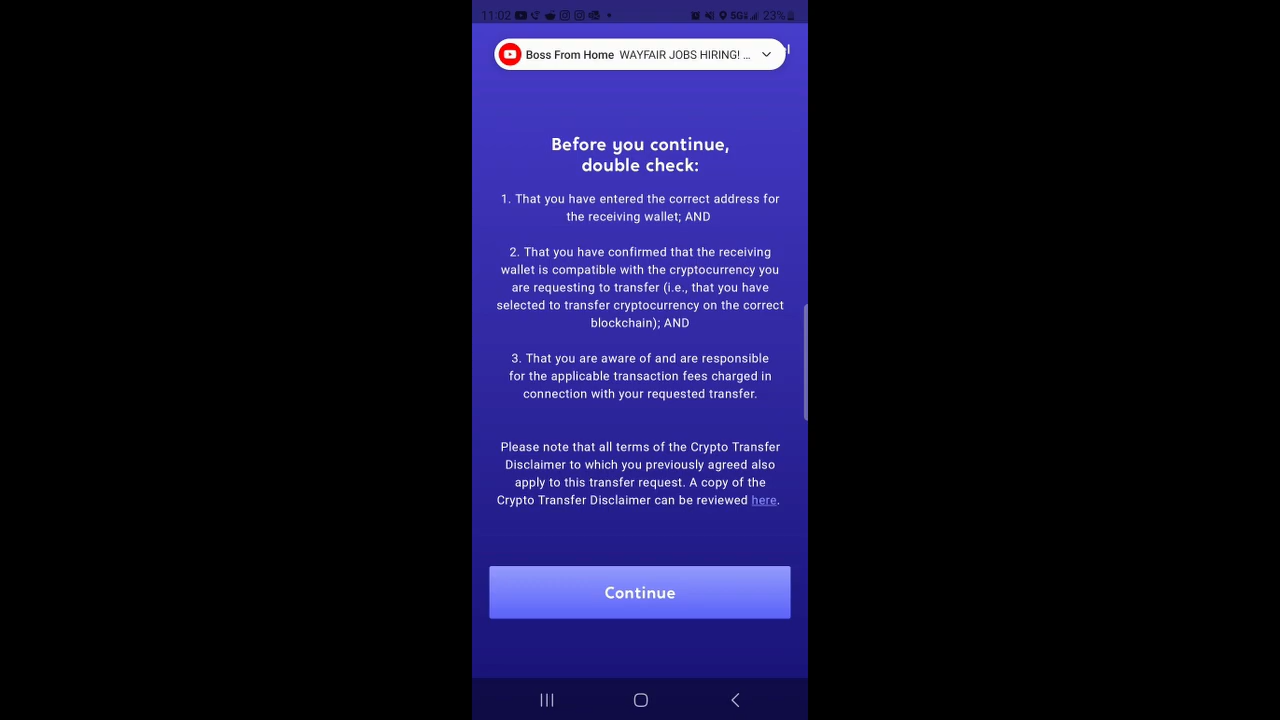 11:02
5G
23%
Boss From Home WAYFAIR JOBS HIRING! ...
Before you continue,
double check:
1. That you have entered the correct address for
the receiving wallet; AND
2. That you have confirmed that the receiving
wallet is compatible with the cryptocurrency you
are requesting to transfer (i.e., that you have
selected to transfer cryptocurrency on the correct
blockchain); AND
3. That you are aware of and are responsible
for the applicable transaction fees charged in
connection with your requested transfer.
Please note that all terms of the Crypto Transfer
Disclaimer to which you previously agreed also
apply to this transfer request. A copy of the
Crypto Transfer Disclaimer can be reviewed here.
Continue